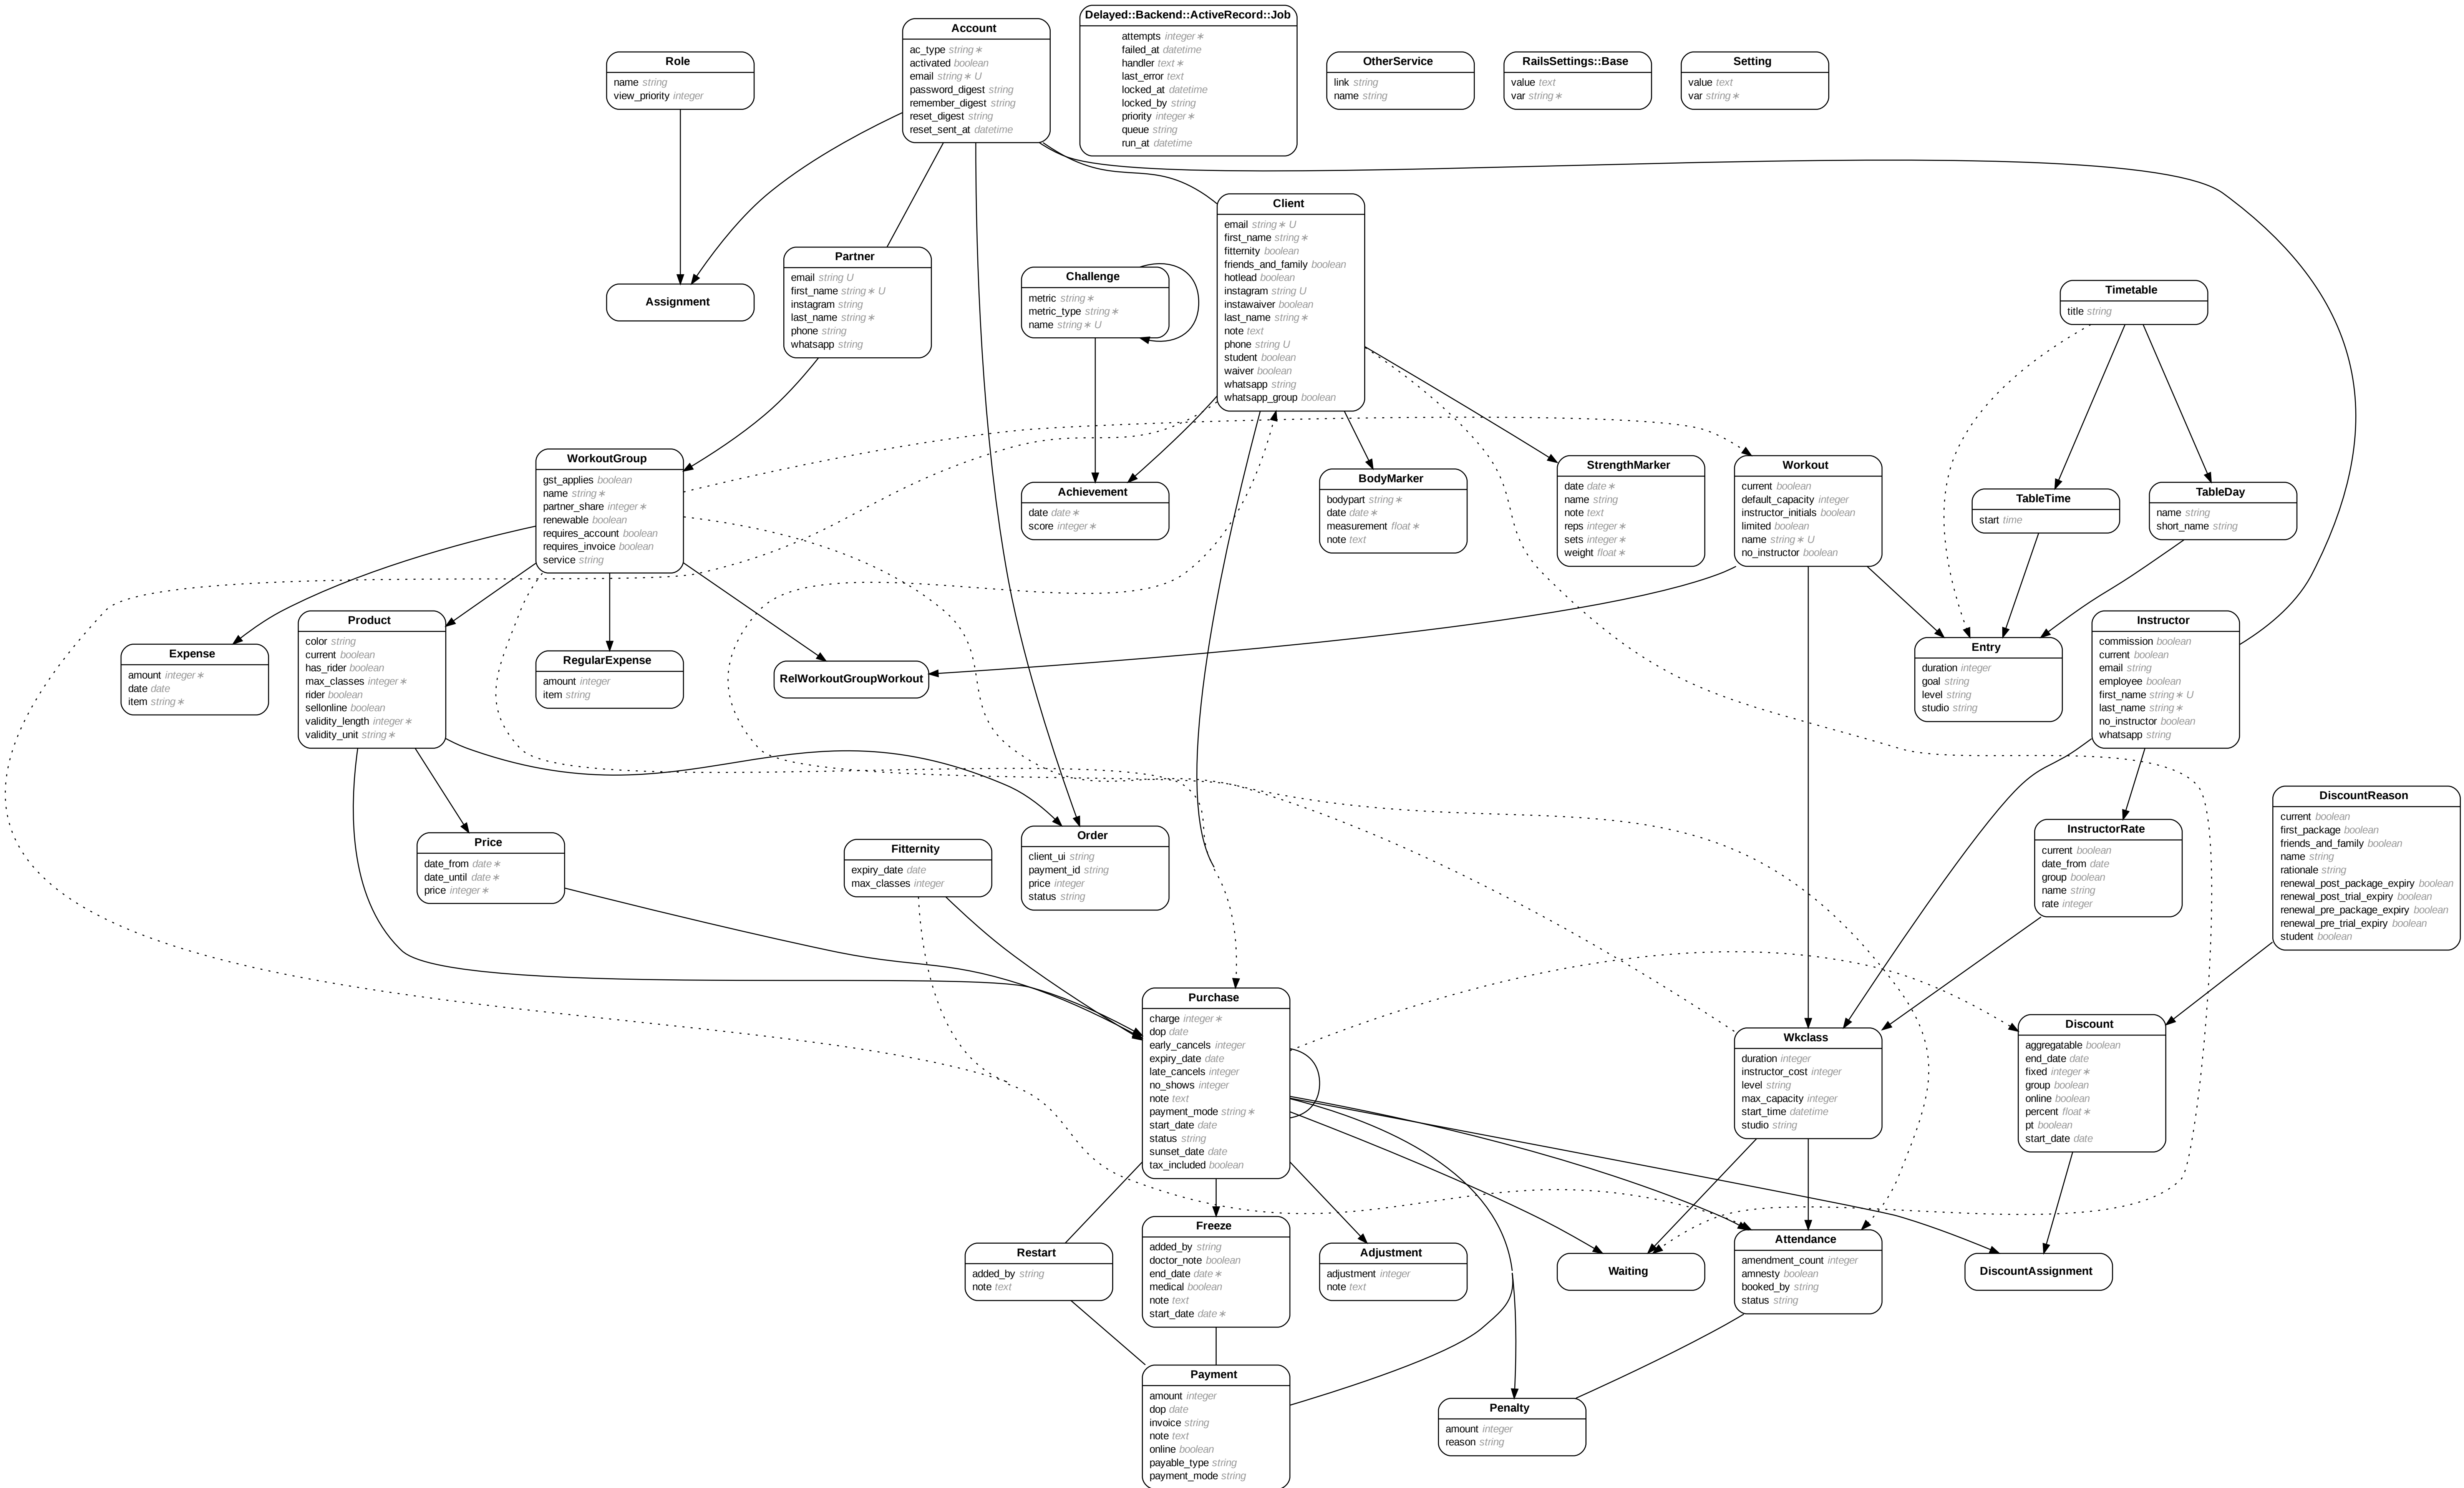 Delayed::Backend::ActiveRecord::Job
attempts integer∗
failed_at datetime
handler text∗
last_error text
locked_at datetime
locked_by string
priority integer∗
queue string
run_at datetime
Account
ac_type string∗
activated boolean
email string∗ U
password_digest string
remember_digest string
reset_digest string
reset_sent_at datetime
Role
name string
view_priority integer
OtherService
link string
name string
RailsSettings::Base
value text
var string∗
Setting
value text
var string∗
Client
email string∗ U
first_name string∗
fitternity boolean
friends_and_family boolean
hotlead boolean
instagram string U
instawaiver boolean
last_name string∗
note text
phone string U
student boolean
waiver boolean
whatsapp string
whatsapp_group boolean
Partner
email string U
first_name string∗ U
instagram string
last_name string∗
phone string
whatsapp string
Assignment
Challenge
metric string∗
metric_type string∗
name string∗ U
Timetable
title string
WorkoutGroup
gst_applies boolean
name string∗
partner_share integer∗
renewable boolean
requires_account boolean
requires_invoice boolean
service string
Achievement
date date∗
score integer∗
BodyMarker
bodypart string∗
date date∗
measurement float∗
note text
StrengthMarker
date date∗
name string
note text
reps integer∗
sets integer∗
weight float∗
Workout
current boolean
default_capacity integer
instructor_initials boolean
limited boolean
name string∗ U
no_instructor boolean
TableTime
start time
TableDay
name string
short_name string
Expense
amount integer∗
date date
item string∗
Product
color string
current boolean
has_rider boolean
max_classes integer∗
rider boolean
sellonline boolean
validity_length integer∗
validity_unit string∗
RegularExpense
amount integer
item string
RelWorkoutGroupWorkout
Entry
duration integer
goal string
level string
studio string
Instructor
commission boolean
current boolean
email string
employee boolean
first_name string∗ U
last_name string∗
no_instructor boolean
whatsapp string
Price
date_from date∗
date_until date∗
price integer∗
Fitternity
expiry_date date
max_classes integer
Order
client_ui string
payment_id string
price integer
status string
InstructorRate
current boolean
date_from date
group boolean
name string
rate integer
DiscountReason
current boolean
first_package boolean
friends_and_family boolean
name string
rationale string
renewal_post_package_expiry boolean
renewal_post_trial_expiry boolean
renewal_pre_package_expiry boolean
renewal_pre_trial_expiry boolean
student boolean
Purchase
charge integer∗
dop date
early_cancels integer
expiry_date date
late_cancels integer
no_shows integer
note text
payment_mode string∗
start_date date
status string
sunset_date date
tax_included boolean
Wkclass
duration integer
instructor_cost integer
level string
max_capacity integer
start_time datetime
studio string
Discount
aggregatable boolean
end_date date
fixed integer∗
group boolean
online boolean
percent float∗
pt boolean
start_date date
Restart
added_by string
note text
Freeze
added_by string
doctor_note boolean
end_date date∗
medical boolean
note text
start_date date∗
Adjustment
adjustment integer
note text
Waiting
Attendance
amendment_count integer
amnesty boolean
booked_by string
status string
DiscountAssignment
Payment
amount integer
dop date
invoice string
note text
online boolean
payable_type string
payment_mode string
Penalty
amount integer
reason string